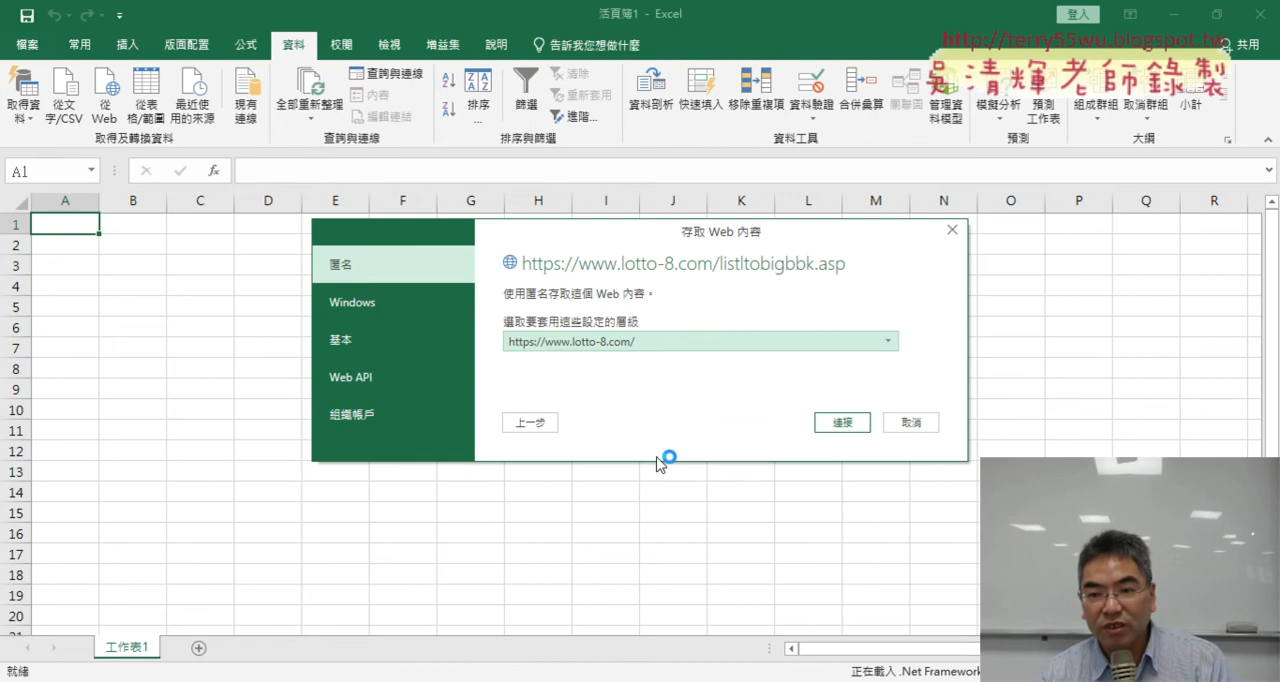 活頁簿1 - Excel
登入
檔案 常用 插入 版面配置 公式 資料 校閱 檢視 增益集 說明 告訴我您想做什麼 共用
http://terry55wu.blogspot.tw
吳清輝老師錄製
取得資料 從文字/CSV 從Web 從表格/範圍 最近使用的來源 現有連線
取得及轉換資料
全部重新整理 查詢與連線 內容 編輯連結
查詢與連線
排序... 篩選 清除 重新套用 進階...
排序與篩選
資料剖析 快速填入 移除重複項 資料驗證 合併彙算 關聯圖 管理資料模型
資料工具
模擬分析 預測工作表
預測
組成群組 取消群組 小計
大綱
A1 fx
A B C D E F G H I J K L M N O P Q R
1
2
3
4
5
6
7
8
9
10
11
12
13
14
15
16
17
18
19
20
存取 Web 內容
匿名
Windows
基本
Web API
組織帳戶
https://www.lotto-8.com/listltobigbbk.asp
使用匿名存取這個 Web 內容。
選取要套用這些設定的層級
https://www.lotto-8.com/
上一步 連接 取消
工作表1
就緒
正在載入 .Net Framework